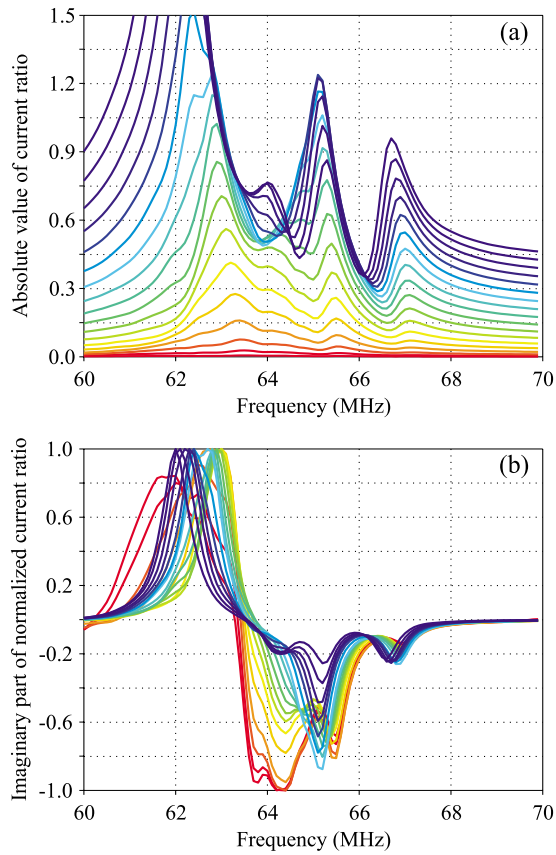 (a)
Absolute value of current ratio
1.5
1.2
0.9
0.6
0.3
0.0
60 62 64 66 68 70
Frequency (MHz)
(b)
Imaginary part of normalized current ratio
1.0
0.6
0.2
-0.2
-0.6
-1.0
60 62 64 66 68 70
Frequency (MHz)